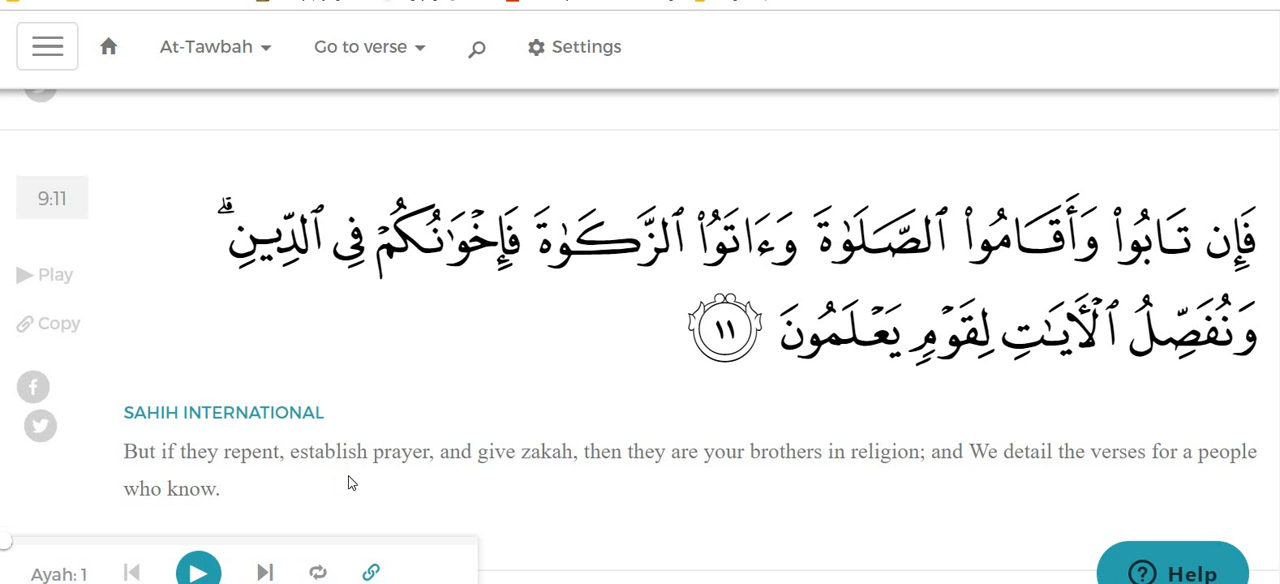 At-Tawbah Go to verse Settings
9:11
فَإِن تَابُوا۟ وَأَقَامُوا۟ ٱلصَّلَوٰةَ وَءَاتَوُا۟ ٱلزَّكَوٰةَ فَإِخْوَٰنُكُمْ فِى ٱلدِّينِ ۗ
وَنُفَصِّلُ ٱلْـَٔايَـٰتِ لِقَوْمٍ يَعْلَمُونَ ١١
Play
Copy
SAHIH INTERNATIONAL
But if they repent, establish prayer, and give zakah, then they are your brothers in religion; and We detail the verses for a people
who know.
Ayah: 1
Help